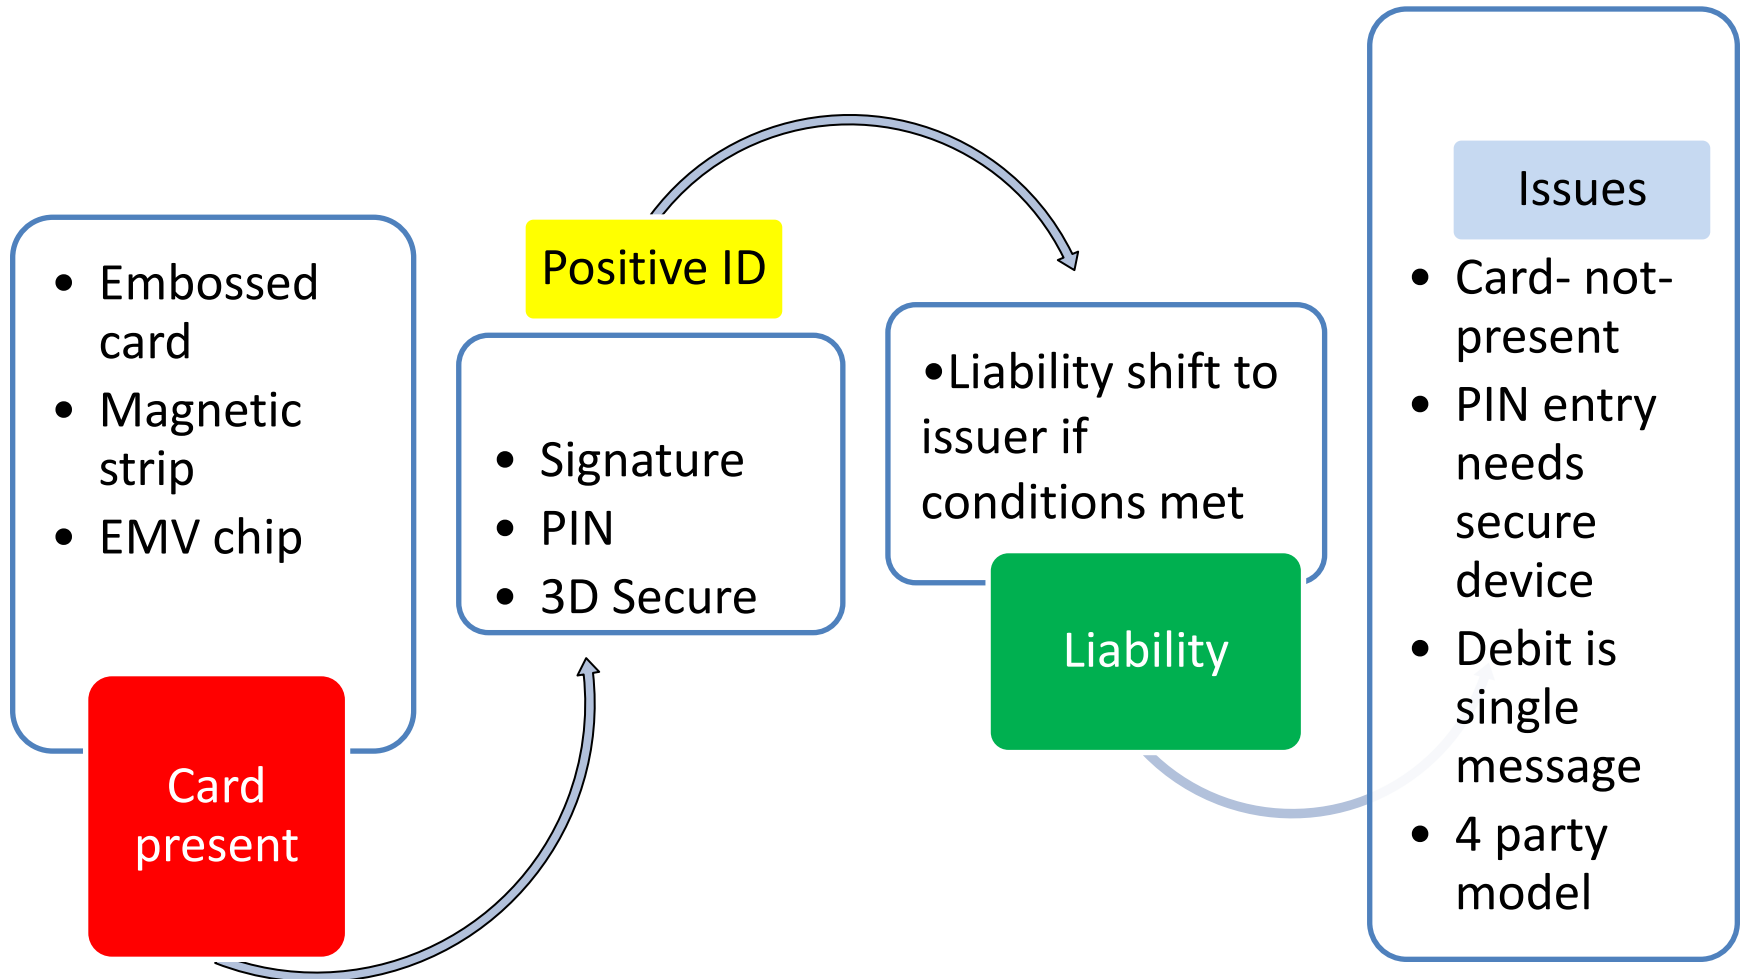 • Embossed
card
• Magnetic
strip
• EMV chip
Card
present
Positive ID
• Signature
• PIN
• 3D Secure
•Liability shift to
issuer if
conditions met
Liability
Issues
• Card- not-
present
• PIN entry
needs
secure
device
• Debit is
single
message
• 4 party
model